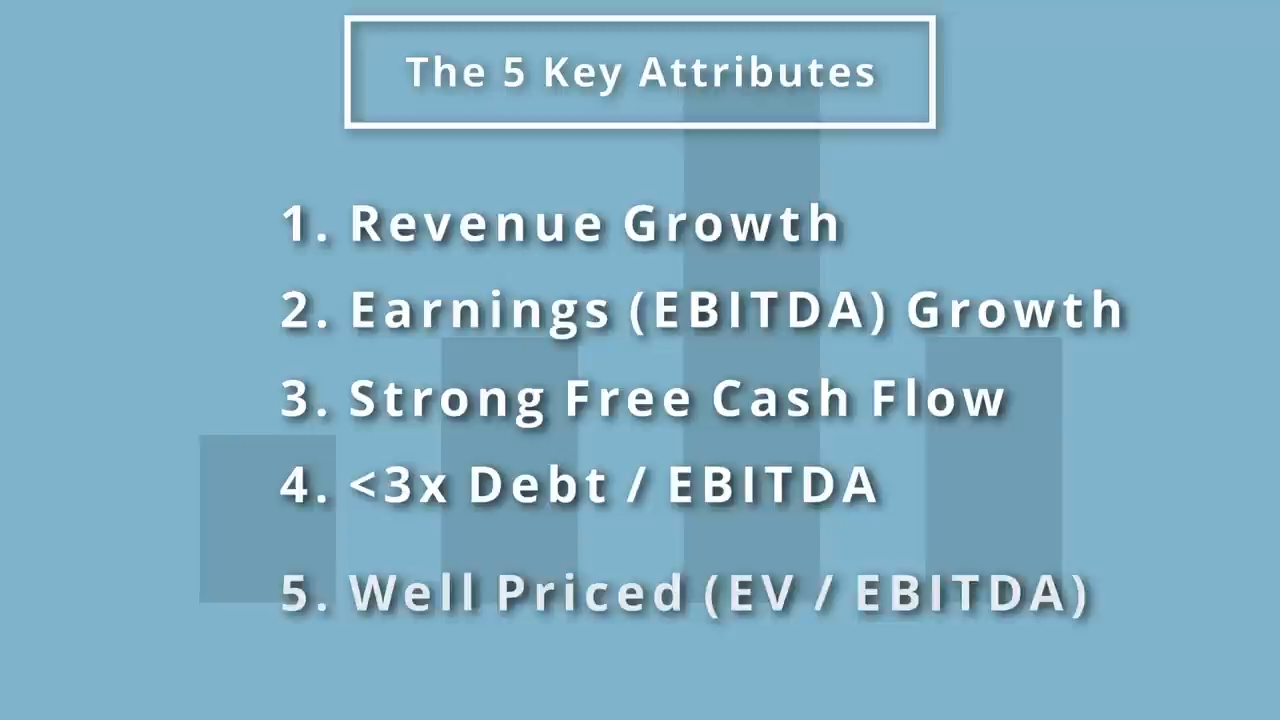 The 5 Key Attributes
1. Revenue Growth
2. Earnings (EBITDA) Growth
3. Strong Free Cash Flow
4. <3x Debt / EBITDA
5. Well Priced (EV / EBITDA)